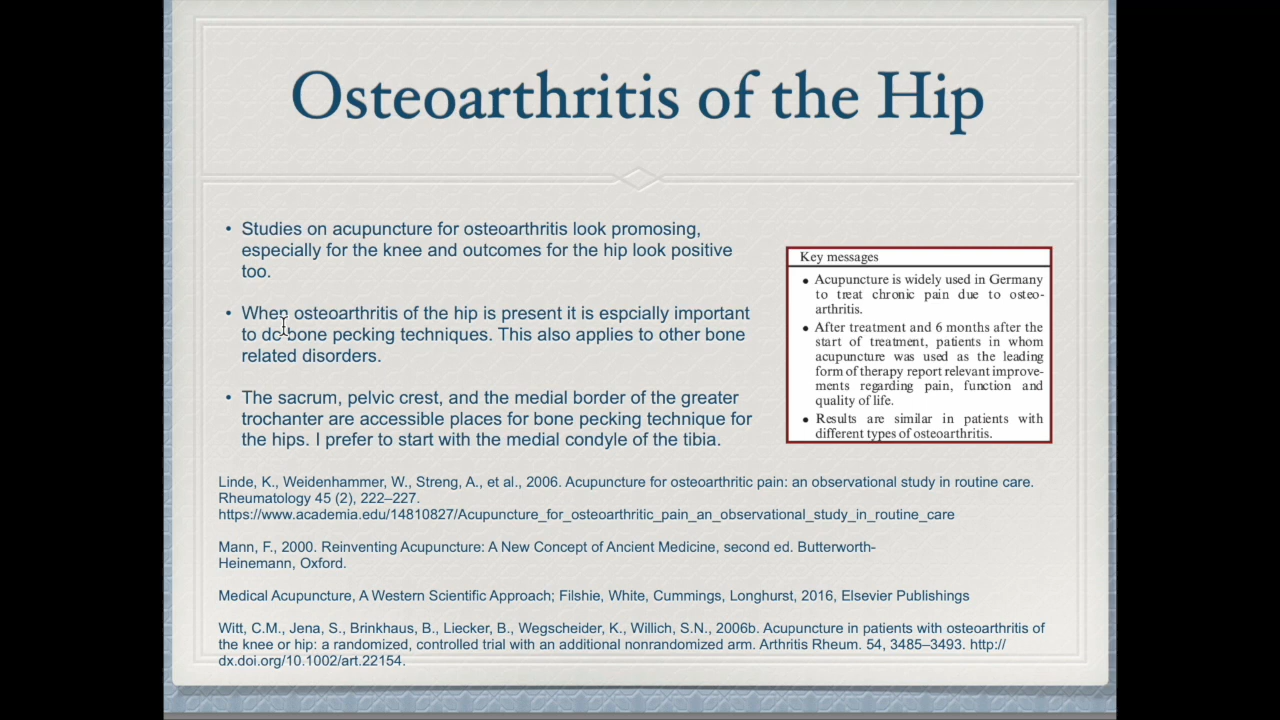 Osteoarthritis of the Hip
• Studies on acupuncture for osteoarthritis look promosing,
especially for the knee and outcomes for the hip look positive
too.
• When osteoarthritis of the hip is present it is espcially important
to do bone pecking techniques. This also applies to other bone
related disorders.
• The sacrum, pelvic crest, and the medial border of the greater
trochanter are accessible places for bone pecking technique for
the hips. I prefer to start with the medial condyle of the tibia.
Key messages
• Acupuncture is widely used in Germany
to treat chronic pain due to osteo-
arthritis.
• After treatment and 6 months after the
start of treatment, patients in whom
acupuncture was used as the leading
form of therapy report relevant improve-
ments regarding pain, function and
quality of life.
• Results are similar in patients with
different types of osteoarthritis.
Linde, K., Weidenhammer, W., Streng, A., et al., 2006. Acupuncture for osteoarthritic pain: an observational study in routine care.
Rheumatology 45 (2), 222–227.
https://www.academia.edu/14810827/Acupuncture_for_osteoarthritic_pain_an_observational_study_in_routine_care
Mann, F., 2000. Reinventing Acupuncture: A New Concept of Ancient Medicine, second ed. Butterworth-
Heinemann, Oxford.
Medical Acupuncture, A Western Scientific Approach; Filshie, White, Cummings, Longhurst, 2016, Elsevier Publishings
Witt, C.M., Jena, S., Brinkhaus, B., Liecker, B., Wegscheider, K., Willich, S.N., 2006b. Acupuncture in patients with osteoarthritis of
the knee or hip: a randomized, controlled trial with an additional nonrandomized arm. Arthritis Rheum. 54, 3485–3493. http://
dx.doi.org/10.1002/art.22154.